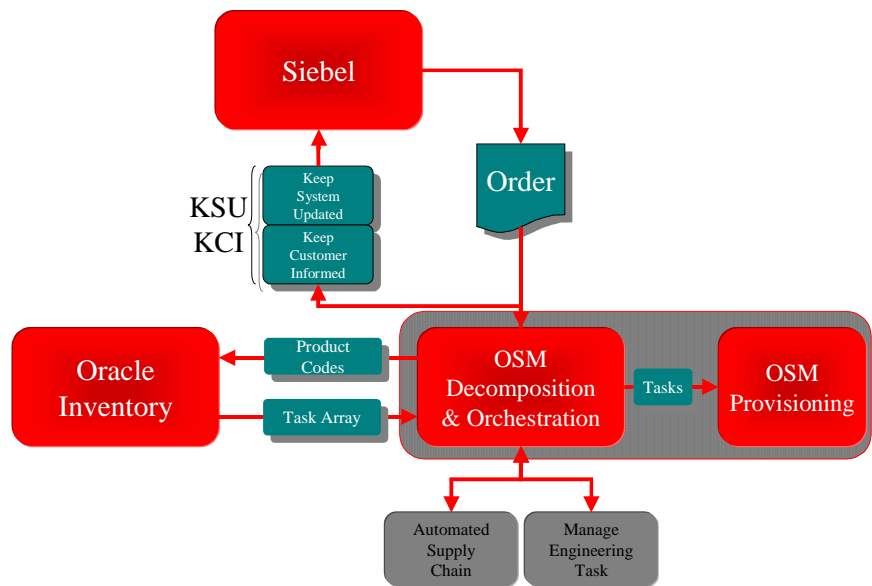 Siebel
Order
Keep
System
Updated
KSU
KCI
Keep
Customer
Informed
Oracle
Inventory
Product
Codes
Task Array
OSM
Decomposition
& Orchestration
Tasks
OSM
Provisioning
Automated
Supply
Chain
Manage
Engineering
Task